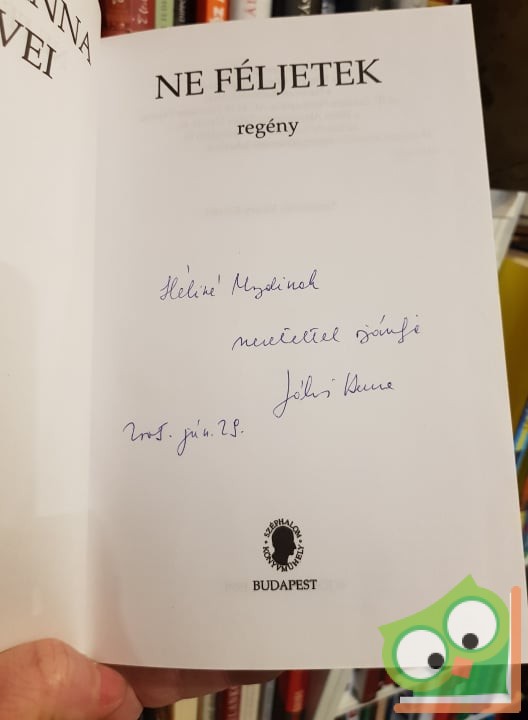 NNA
VEI
NE FÉLJETEK
regény
Héliné Magdinak
szeretettel ajánlja
Jókai Anna
2005. jún. 29.
SZÉPHALOM KÖNYVMŰHELY
BUDAPEST